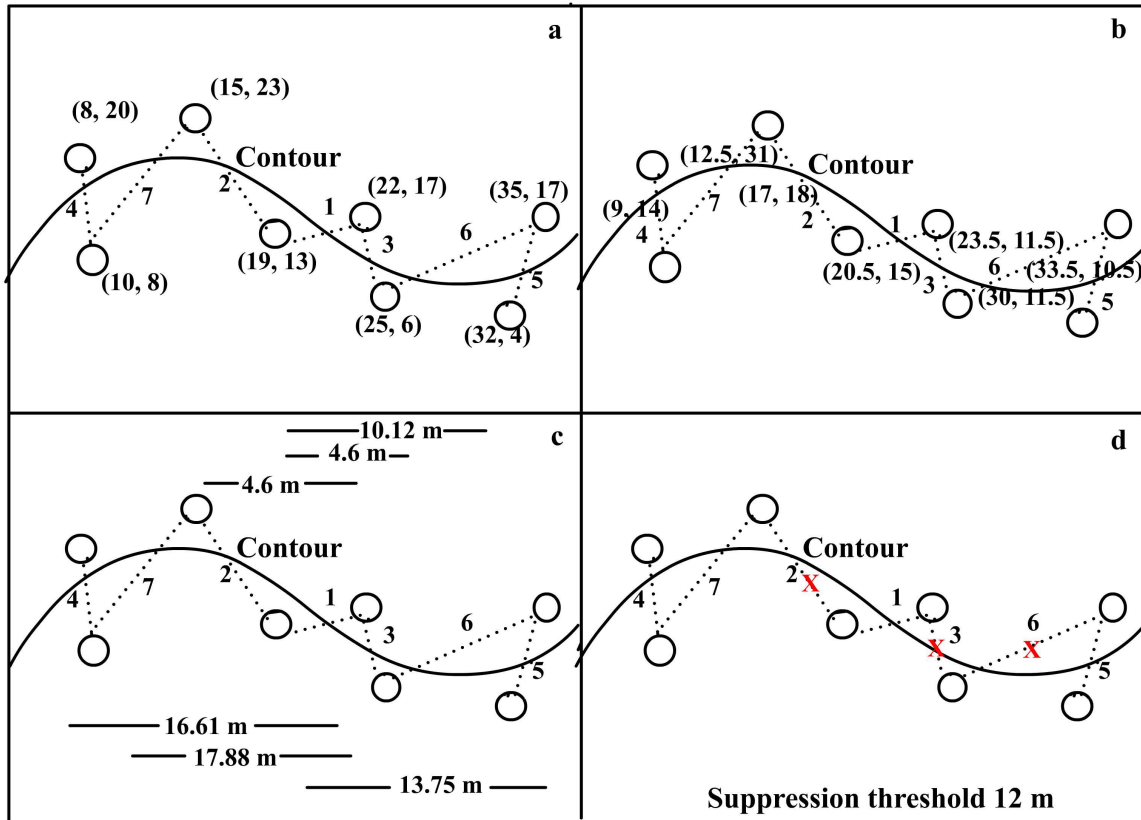 a
(15, 23)
(8, 20)
Contour
(22, 17)
(35, 17)
2
1
7
4
3
6
(19, 13)
(10, 8)
5
(25, 6)
(32, 4)
b
Contour
(12.5, 31)
(17, 18)
(9, 14)
7
2
1
4
(23.5, 11.5)
(20.5, 15)
6
(33.5, 10.5)
3
(30, 11.5)
5
c
10.12 m
4.6 m
4.6 m
Contour
2
7
4
1
3
6
5
16.61 m
17.88 m
13.75 m
d
Contour
2
X
7
4
1
3
X
6
X
5
Suppression threshold 12 m